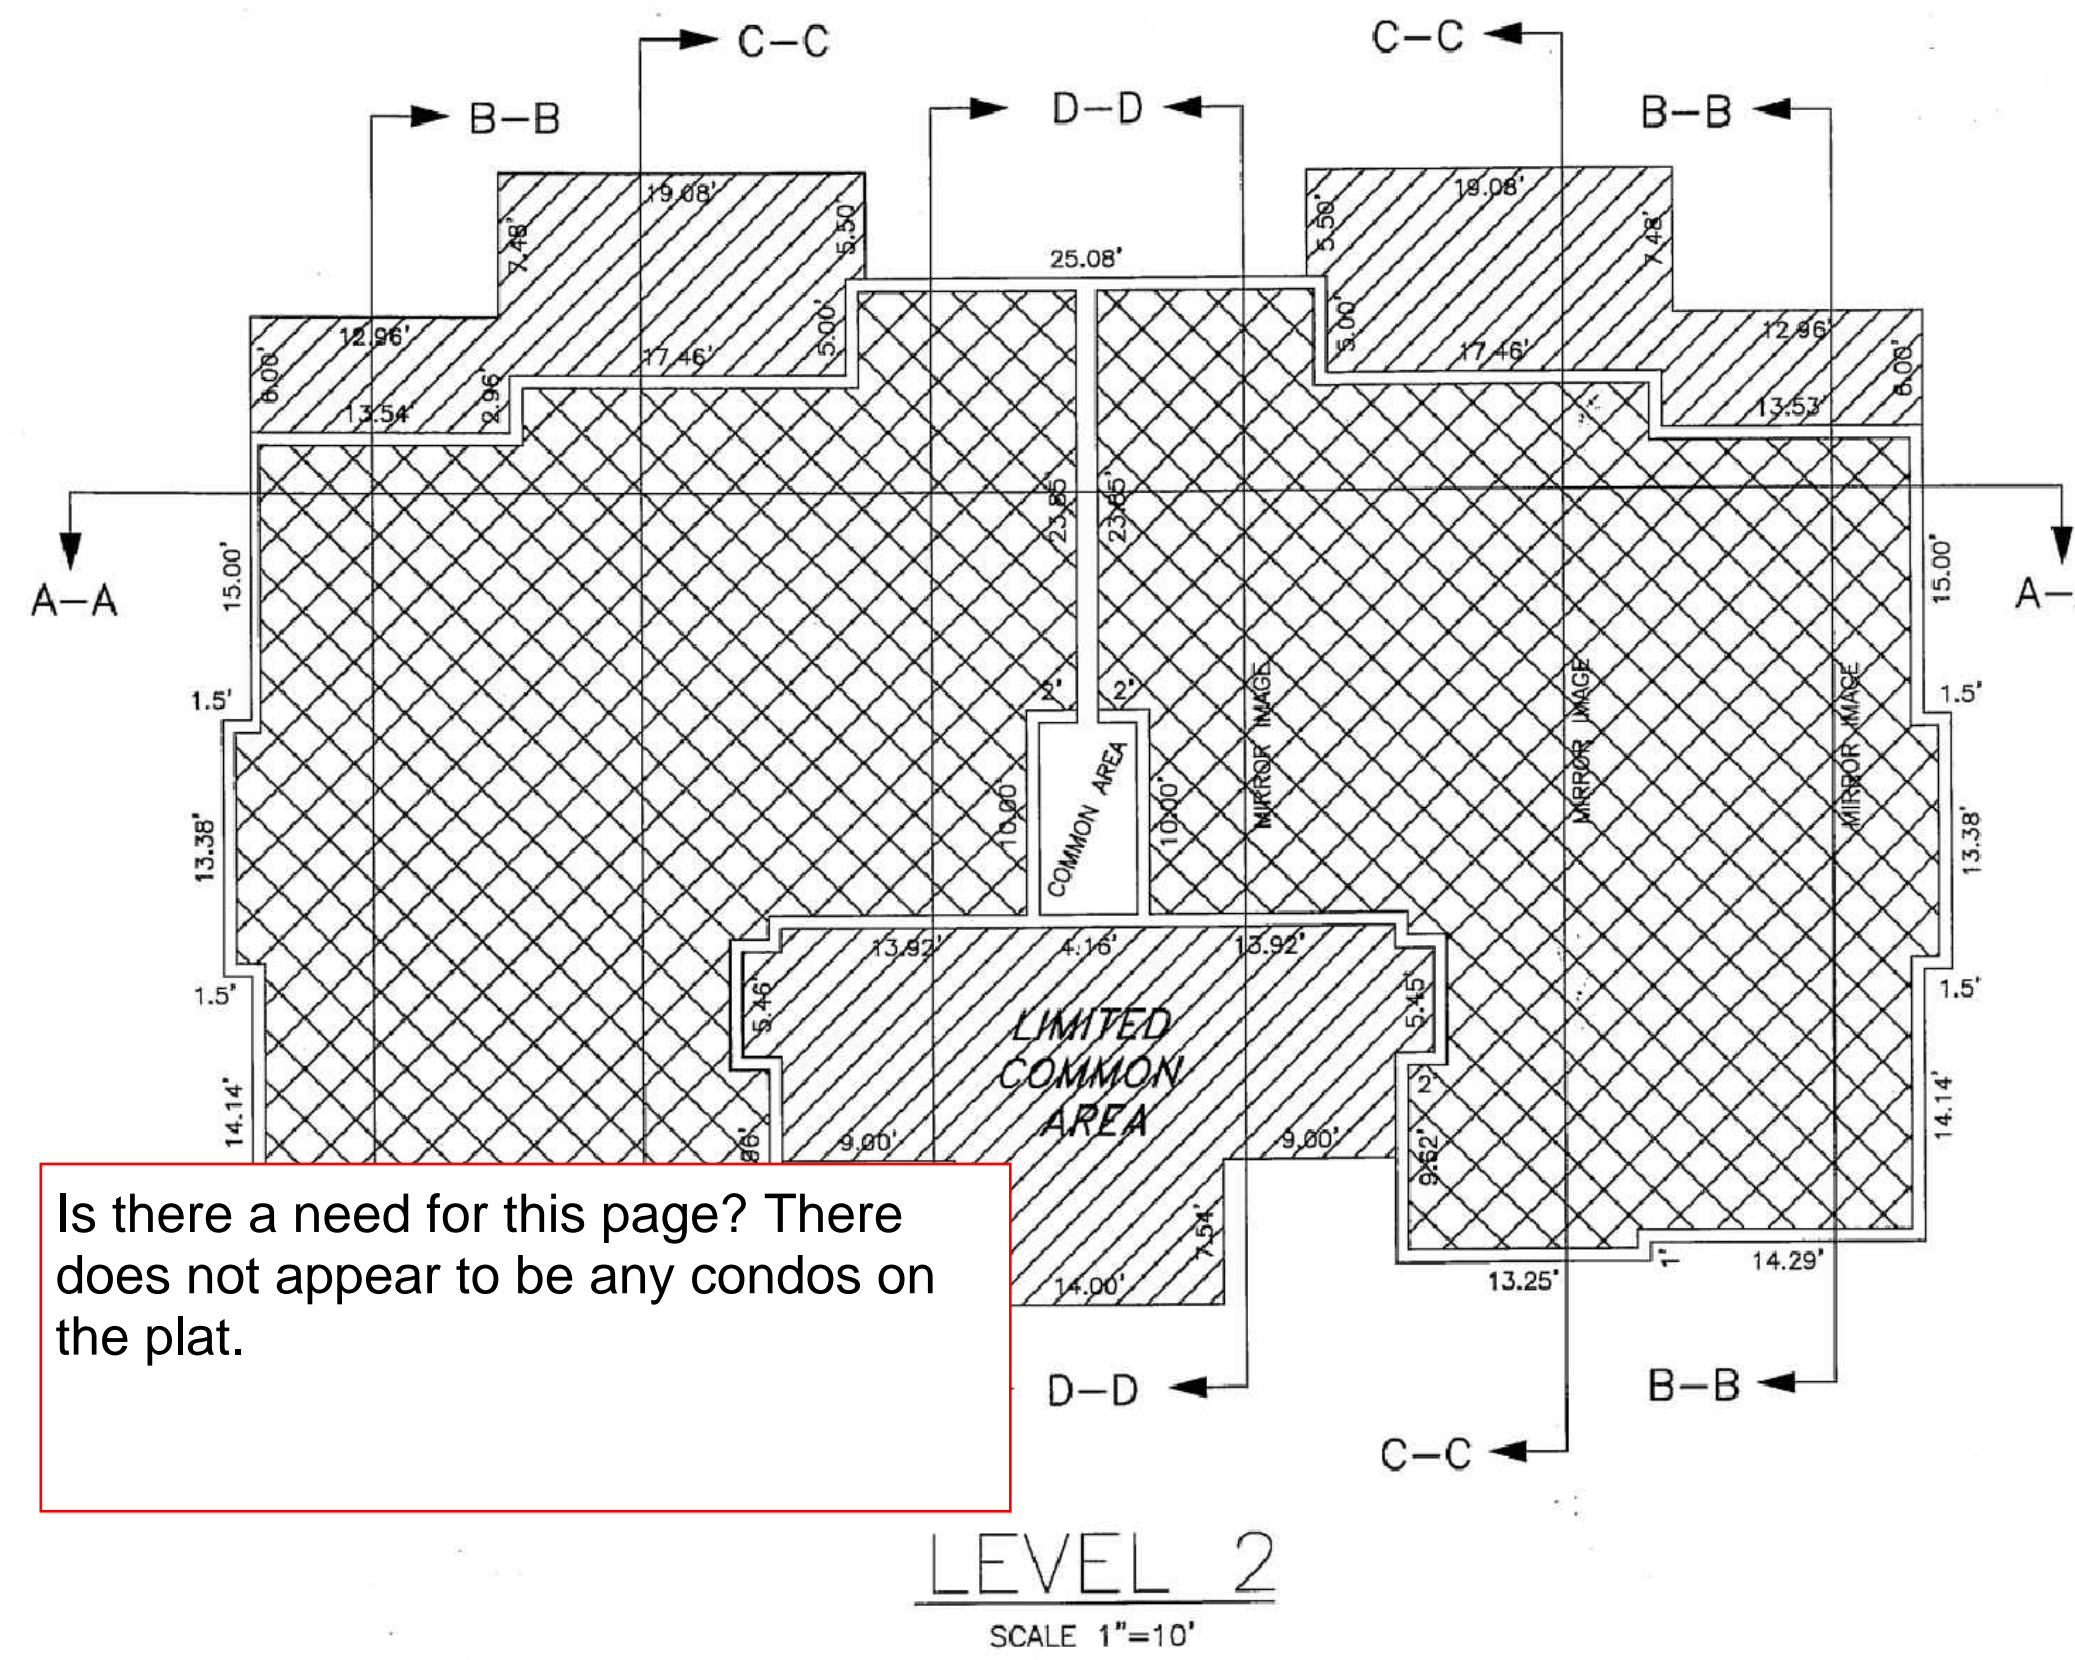 C-C
C-C
B-B
D-D
B-B
19.08'
19.08'
7.48'
5.50'
5.50'
7.48'
25.08'
12.96'
5.00'
5.00'
12.96'
6.00'
17.46'
17.46'
6.00'
13.54'
2.96'
13.53'
23.85'
23.85'
15.00'
15.00'
A-A
A-
1.5'
2'
2'
1.5'
MIRROR IMAGE
MIRROR IMAGE
MIRROR IMAGE
13.38'
10.00'
COMMON AREA
10.00'
13.38'
13.92'
4.16'
13.92'
1.5'
5.46'
5.45'
1.5'
LIMITED
COMMON
AREA
2'
14.14'
14.14'
9.00'
9.00'
9.62'
Is there a need for this page? There
does not appear to be any condos on
the plat.
7.54'
14.00'
13.25'
1'
14.29'
D-D
B-B
C-C
LEVEL 2
SCALE 1"=10'